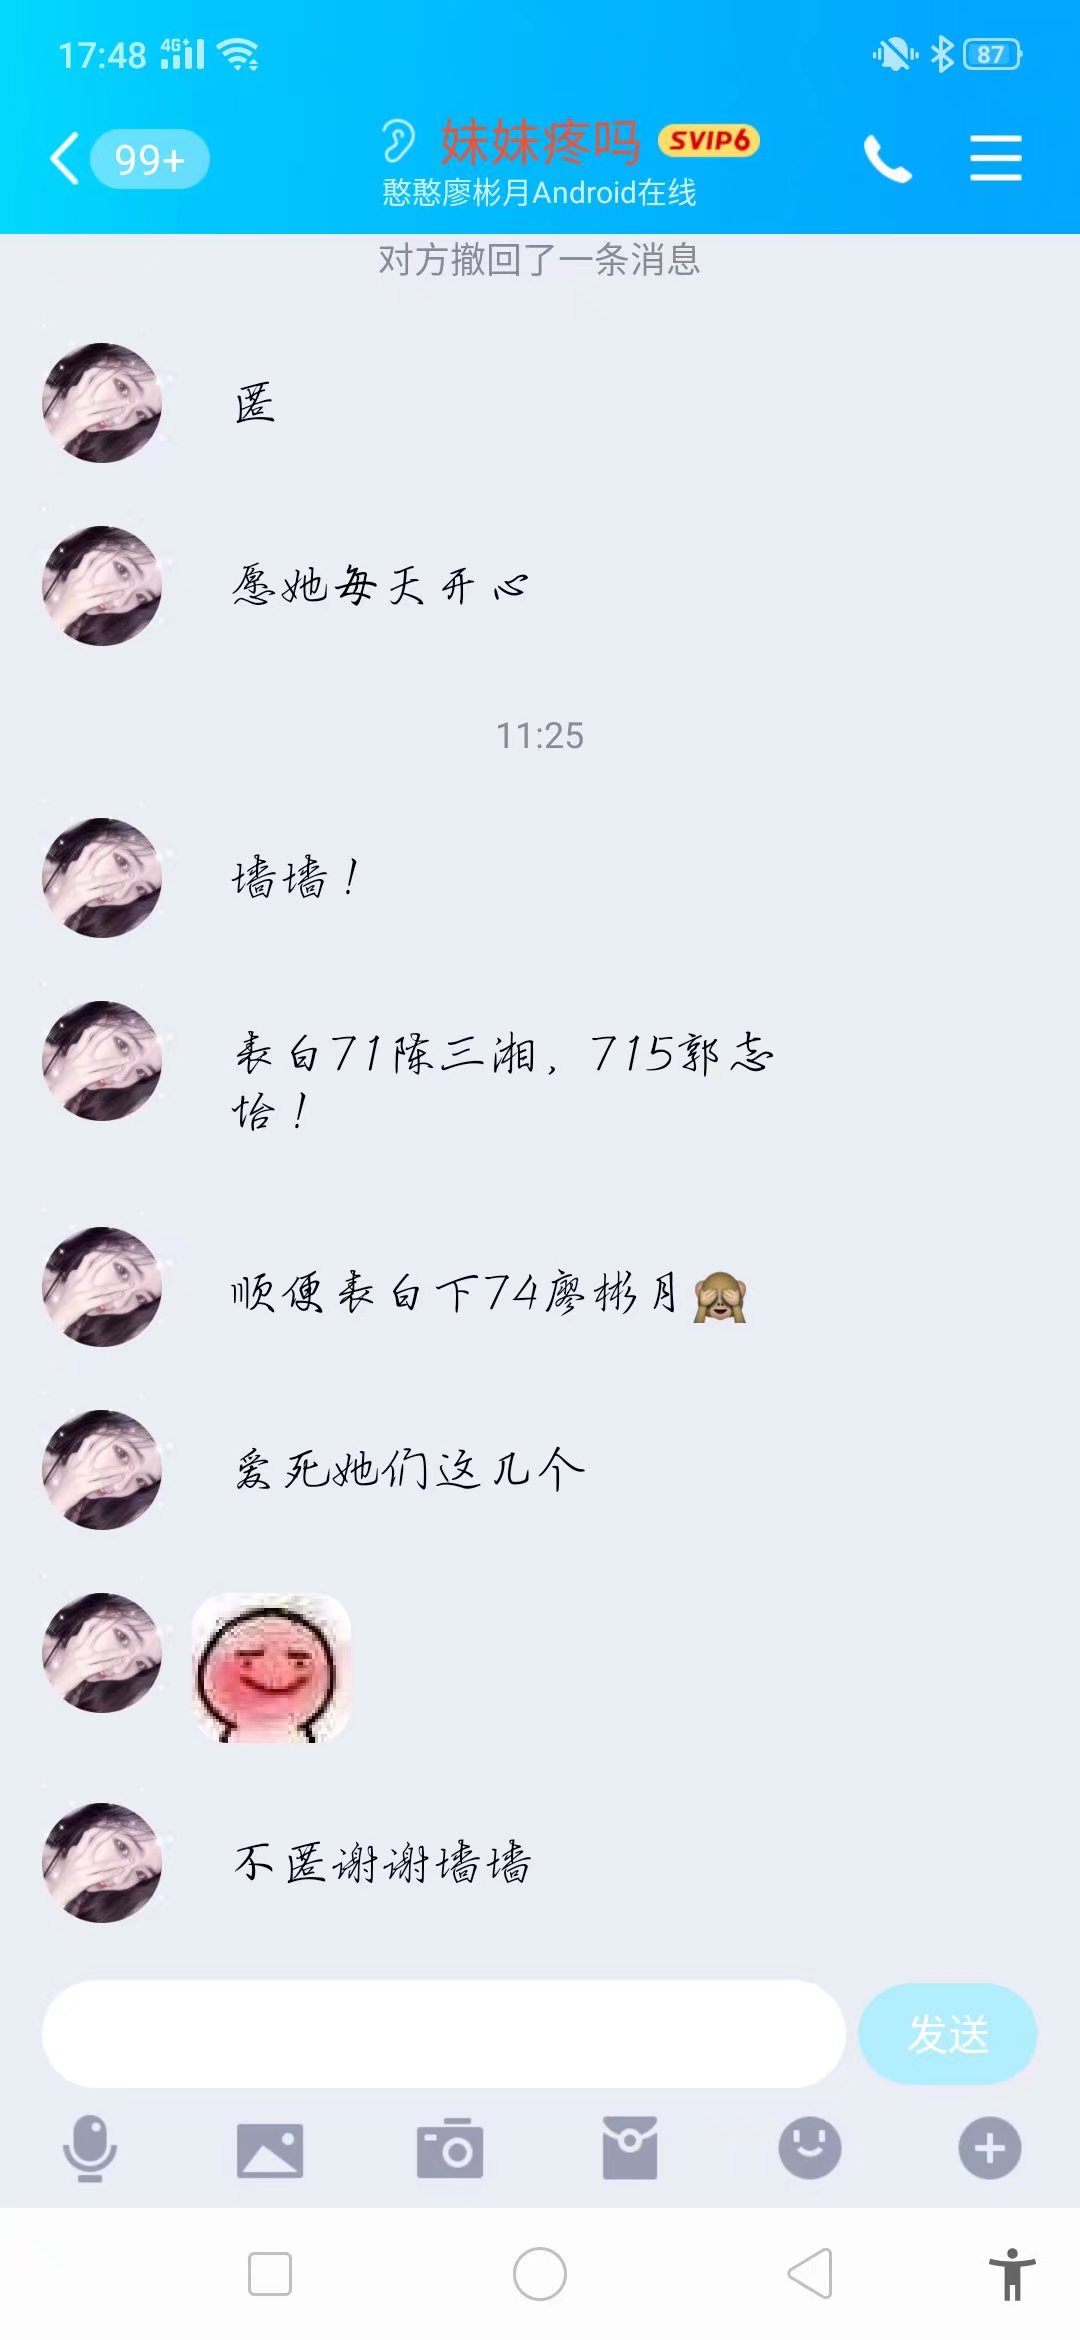 17:48 4G+ 87
99+ 妹妹疼吗 SVIP6
憨憨廖彬月Android在线
对方撤回了一条消息
匿
愿她每天开心
11:25
墙墙！
表白71陈三湘，715郭志
怡！
顺便表白下74廖彬月🙈
爱死她们这几个
不匿谢谢墙墙
发送